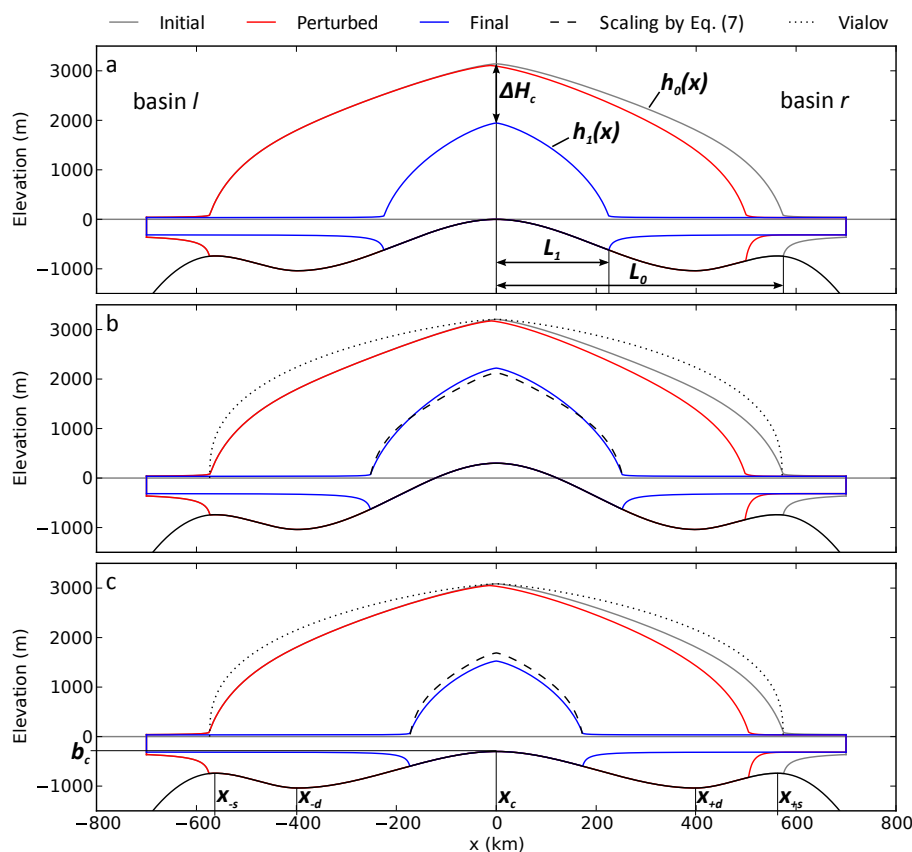 Initial Perturbed Final Scaling by Eq. (7) Vialov
a
basin l
basin r
ΔH_c
h_0(x)
h_1(x)
L_1
L_0
Elevation (m)
3000
2000
1000
0
−1000
b
Elevation (m)
3000
2000
1000
0
−1000
c
Elevation (m)
3000
2000
1000
0
−1000
b_c
x_{-s} x_{-d} x_c x_{+d} x_{+s}
−800 −600 −400 −200 0 200 400 600 800
x (km)